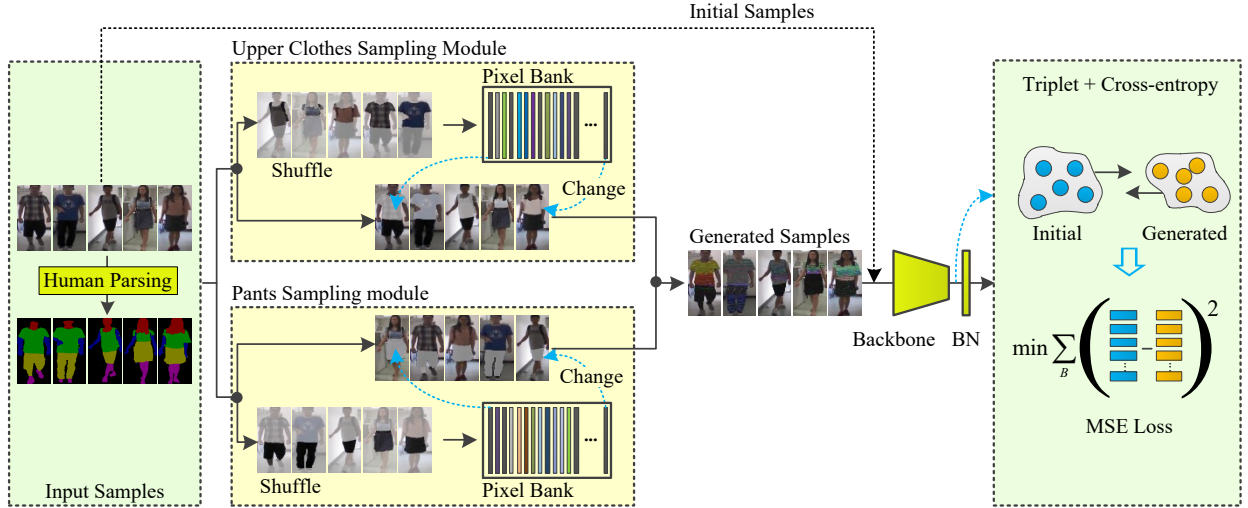 Initial Samples
Upper Clothes Sampling Module
Pixel Bank
...
Shuffle
Change
Human Parsing
Input Samples
Pants Sampling module
Change
...
Shuffle
Pixel Bank
Generated Samples
Backbone
BN
Triplet + Cross-entropy
Initial
Generated
min ∑ ( - ) 2
B
MSE Loss